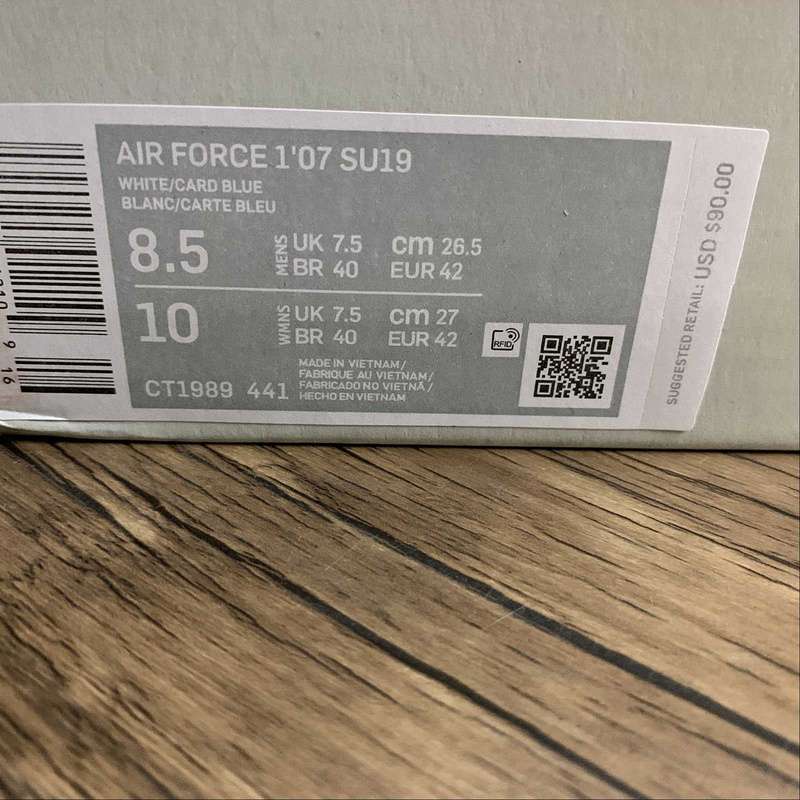 AIR FORCE 1'07 SU19
WHITE/CARD BLUE
BLANC/CARTE BLEU
8.5 MENS UK 7.5 cm 26.5
BR 40 EUR 42
10 WMNS UK 7.5 cm 27
BR 40 EUR 42
RFID
MADE IN VIETNAM/
FABRIQUE AU VIETNAM/
FABRICADO NO VIETNÃ/
HECHO EN VIETNAM
CT1989 441
SUGGESTED RETAIL: USD $90.00
9 16